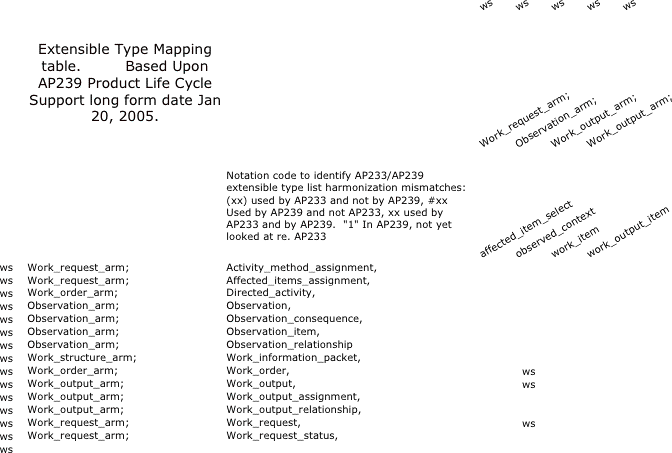 ws ws ws ws ws
Extensible Type Mapping
table. Based Upon
AP239 Product Life Cycle
Support long form date Jan
20, 2005.
Work_request_arm;
Observation_arm;
Work_output_arm;
Work_output_arm;
Notation code to identify AP233/AP239
extensible type list harmonization mismatches:
(xx) used by AP233 and not by AP239, #xx
Used by AP239 and not AP233, xx used by
AP233 and by AP239. "1" In AP239, not yet
looked at re. AP233
affected_item_select
observed_context
work_item
work_output_item
ws Work_request_arm; Activity_method_assignment,
ws Work_request_arm; Affected_items_assignment,
ws Work_order_arm; Directed_activity,
ws Observation_arm; Observation,
ws Observation_arm; Observation_consequence,
ws Observation_arm; Observation_item,
ws Observation_arm; Observation_relationship
ws Work_structure_arm; Work_information_packet,
ws Work_order_arm; Work_order, ws
ws Work_output_arm; Work_output, ws
ws Work_output_arm; Work_output_assignment,
ws Work_output_arm; Work_output_relationship,
ws Work_request_arm; Work_request, ws
ws Work_request_arm; Work_request_status,
ws